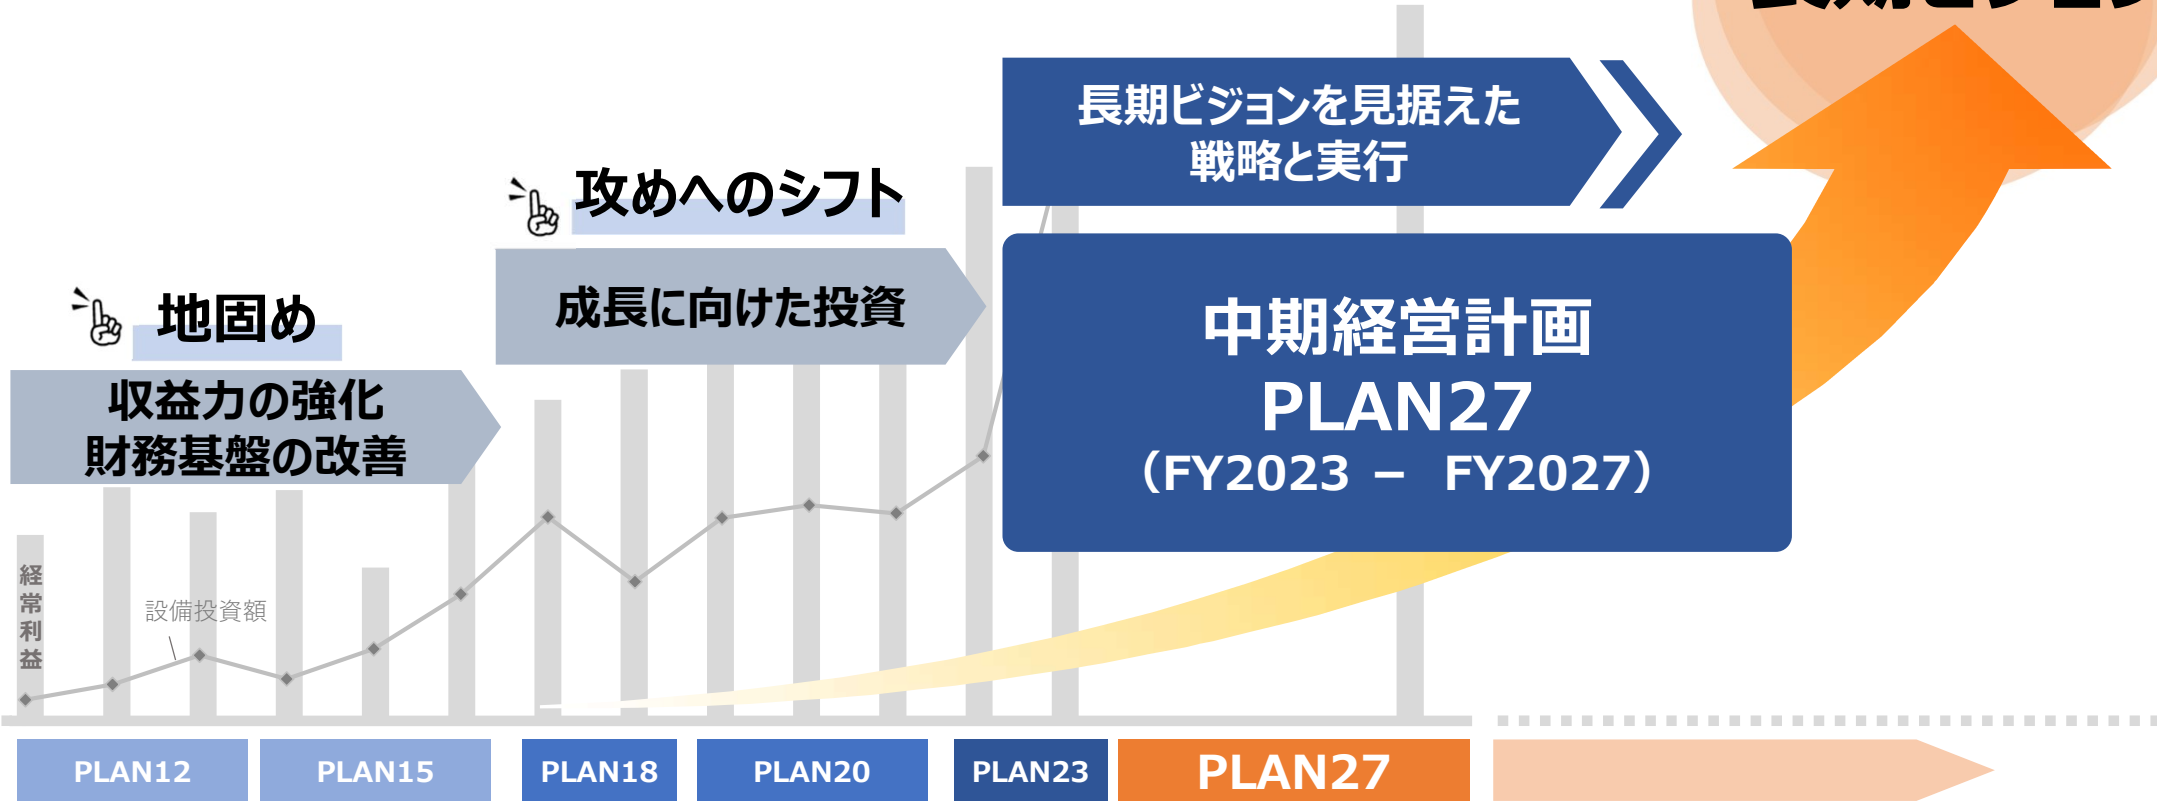 長期ビジョンを見据えた
戦略と実行
攻めへのシフト
成長に向けた投資
地固め
収益力の強化
財務基盤の改善
中期経営計画
PLAN27
（FY2023 － FY2027）
経常利益
設備投資額
PLAN12
PLAN15
PLAN18
PLAN20
PLAN23
PLAN27